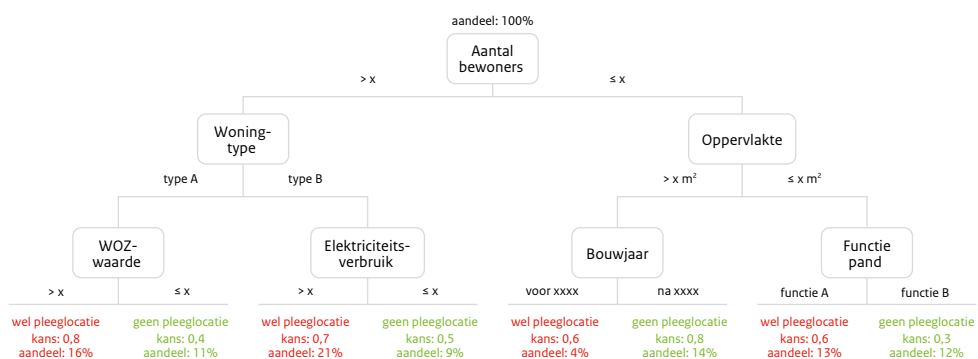 aandeel: 100%
Aantal
bewoners
> x
≤ x
Woning-
type
Oppervlakte
type A
type B
> x m²
≤ x m²
WOZ-
waarde
Elektriciteits-
verbruik
Bouwjaar
Functie
pand
> x
≤ x
> x
≤ x
voor xxxx
na xxxx
functie A
functie B
wel pleeglocatie
kans: 0,8
aandeel: 16%
geen pleeglocatie
kans: 0,4
aandeel: 11%
wel pleeglocatie
kans: 0,7
aandeel: 21%
geen pleeglocatie
kans: 0,5
aandeel: 9%
wel pleeglocatie
kans: 0,6
aandeel: 4%
geen pleeglocatie
kans: 0,8
aandeel: 14%
wel pleeglocatie
kans: 0,6
aandeel: 13%
geen pleeglocatie
kans: 0,3
aandeel: 12%